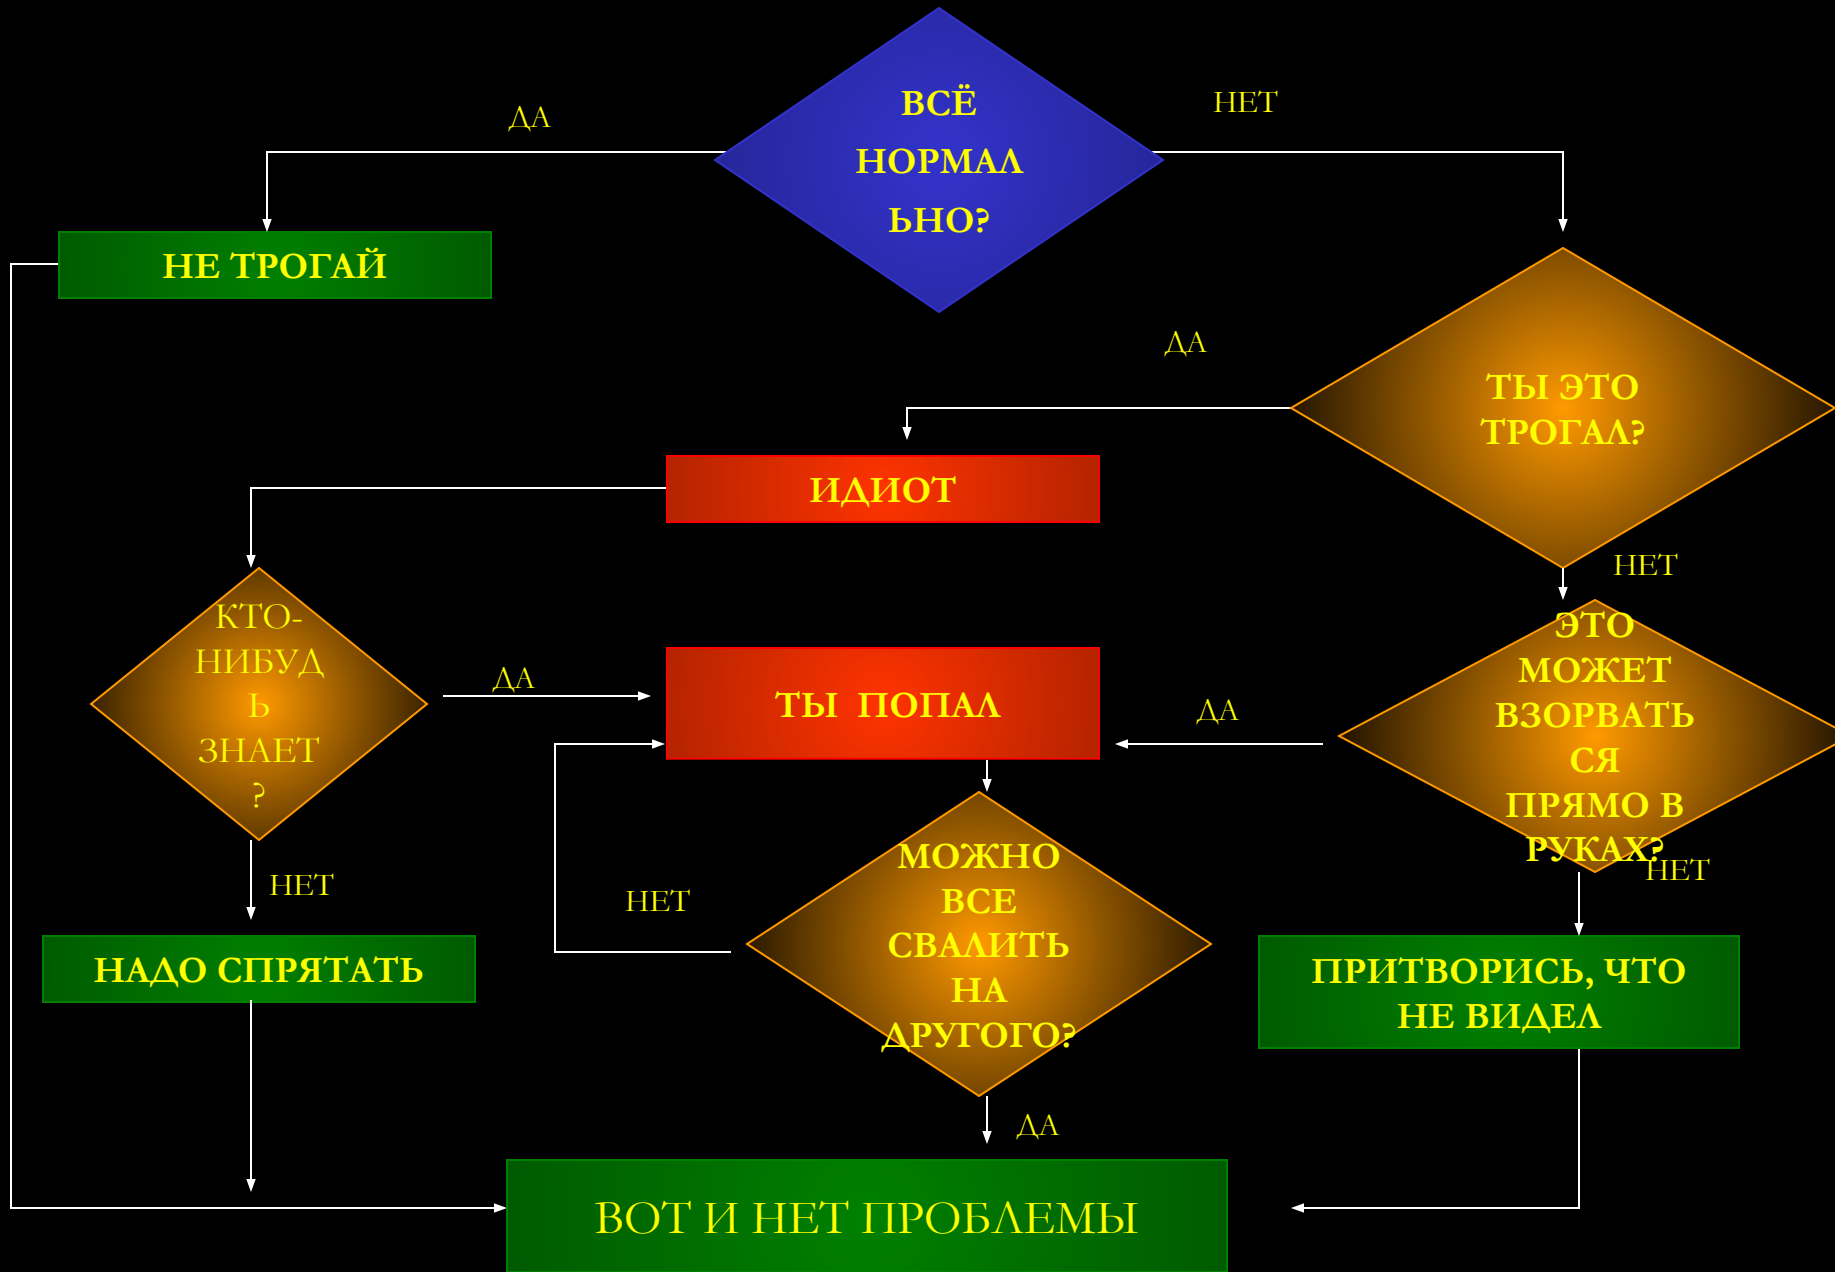 ВСЁ
НОРМАЛ
ЬНО?
ДА
НЕТ
НЕ ТРОГАЙ
ТЫ ЭТО
ТРОГАЛ?
ДА
ИДИОТ
НЕТ
КТО-
НИБУД
Ь
ЗНАЕТ
?
ДА
ТЫ ПОПАЛ
ДА
ЭТО
МОЖЕТ
ВЗОРВАТЬ
СЯ
ПРЯМО В
РУКАХ?
НЕТ
НЕТ
МОЖНО
ВСЕ
СВАЛИТЬ
НА
ДРУГОГО?
НЕТ
НАДО СПРЯТАТЬ
ПРИТВОРИСЬ, ЧТО
НЕ ВИДЕЛ
ДА
ВОТ И НЕТ ПРОБЛЕМЫ